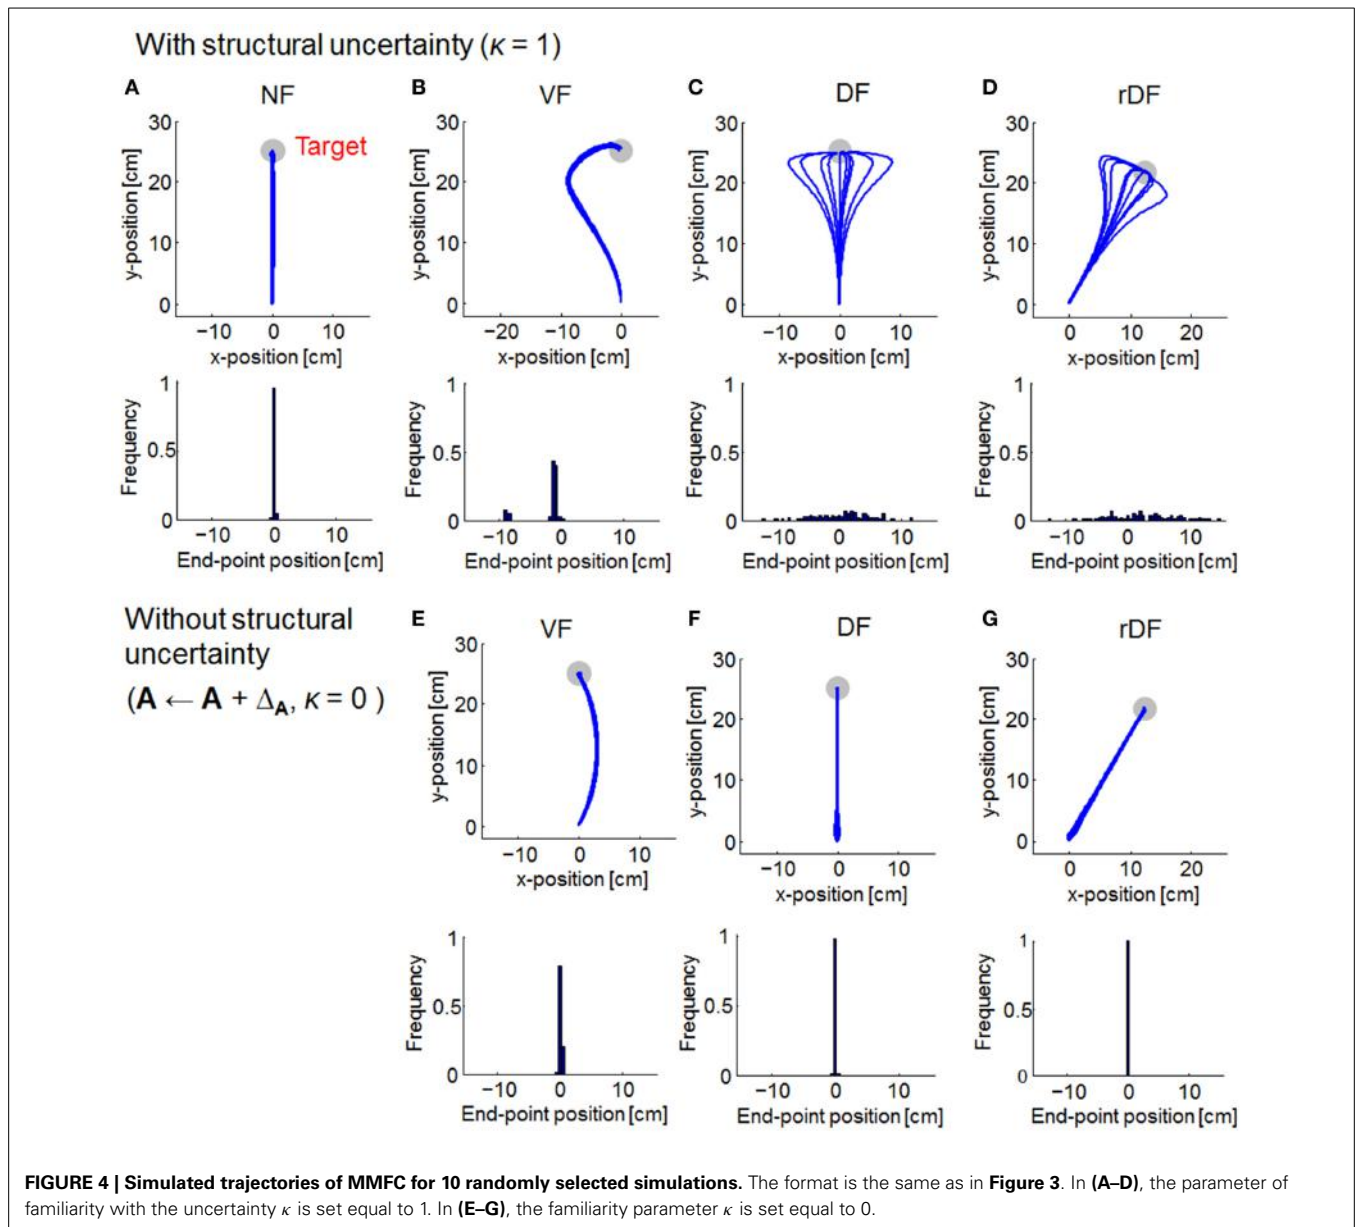 With structural uncertainty (κ = 1)
A
NF
30
20
10
0
y-position [cm]
Target
−10 0 10
x-position [cm]
B
VF
30
20
10
0
y-position [cm]
−20 −10 0
x-position [cm]
C
DF
30
20
10
0
y-position [cm]
−10 0 10
x-position [cm]
D
rDF
30
20
10
0
y-position [cm]
0 10 20
x-position [cm]
1
0.5
0
Frequency
−10 0 10
End-point position [cm]
1
0.5
0
Frequency
−10 0 10
End-point position [cm]
1
0.5
0
Frequency
−10 0 10
End-point position [cm]
1
0.5
0
Frequency
−10 0 10
End-point position [cm]
Without structural
uncertainty
(A ← A + Δ_A, κ = 0 )
E
VF
30
20
10
0
y-position [cm]
−10 0 10
x-position [cm]
F
DF
30
20
10
0
y-position [cm]
−10 0 10
x-position [cm]
G
rDF
30
20
10
0
y-position [cm]
0 10 20
x-position [cm]
1
0.5
0
Frequency
−10 0 10
End-point position [cm]
1
0.5
0
Frequency
−10 0 10
End-point position [cm]
1
0.5
0
Frequency
−10 0 10
End-point position [cm]
FIGURE 4 | Simulated trajectories of MMFC for 10 randomly selected simulations. The format is the same as in Figure 3. In (A–D), the parameter of
familiarity with the uncertainty κ is set equal to 1. In (E–G), the familiarity parameter κ is set equal to 0.